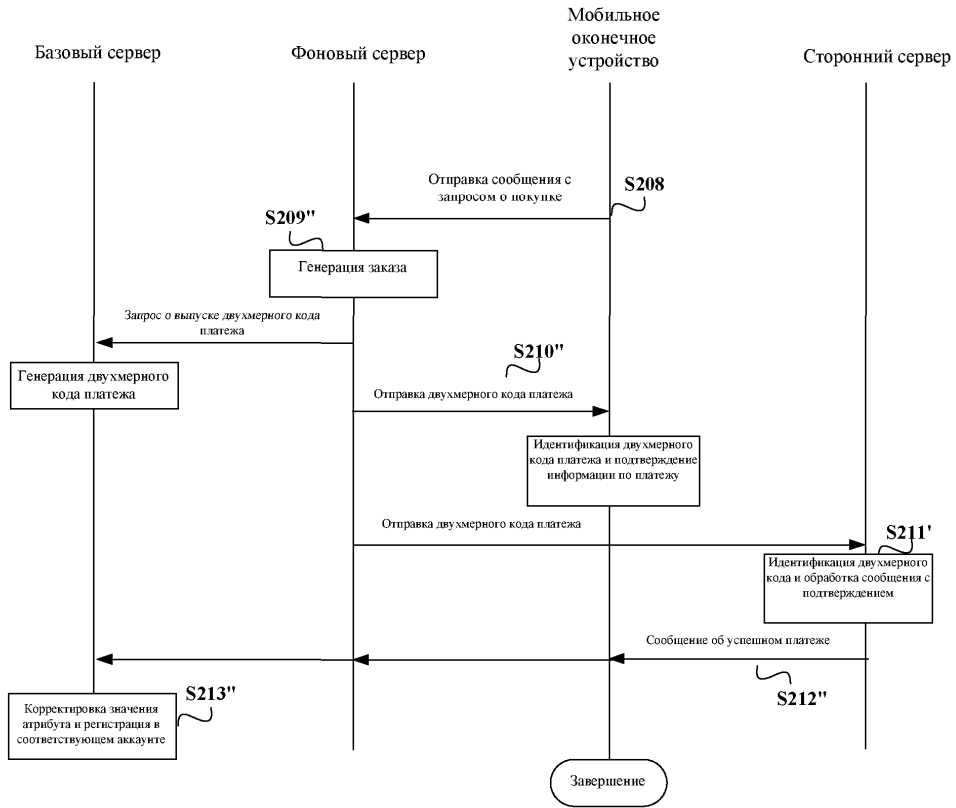 Базовый сервер
Фоновый сервер
Мобильное
оконечное
устройство
Сторонний сервер
Отправка сообщения с
запросом о покупке
S208
S209"
Генерация заказа
Запрос о выпуске двухмерного кода
платежа
Генерация двухмерного
кода платежа
S210"
Отправка двухмерного кода платежа
Идентификация двухмерного
кода платежа и подтверждение
информации по платежу
Отправка двухмерного кода платежа
S211'
Идентификация двухмерного
кода и обработка сообщения с
подтверждением
Сообщение об успешном платеже
S212"
S213"
Корректировка значения
атрибута и регистрация в
соответствующем аккаунте
Завершение